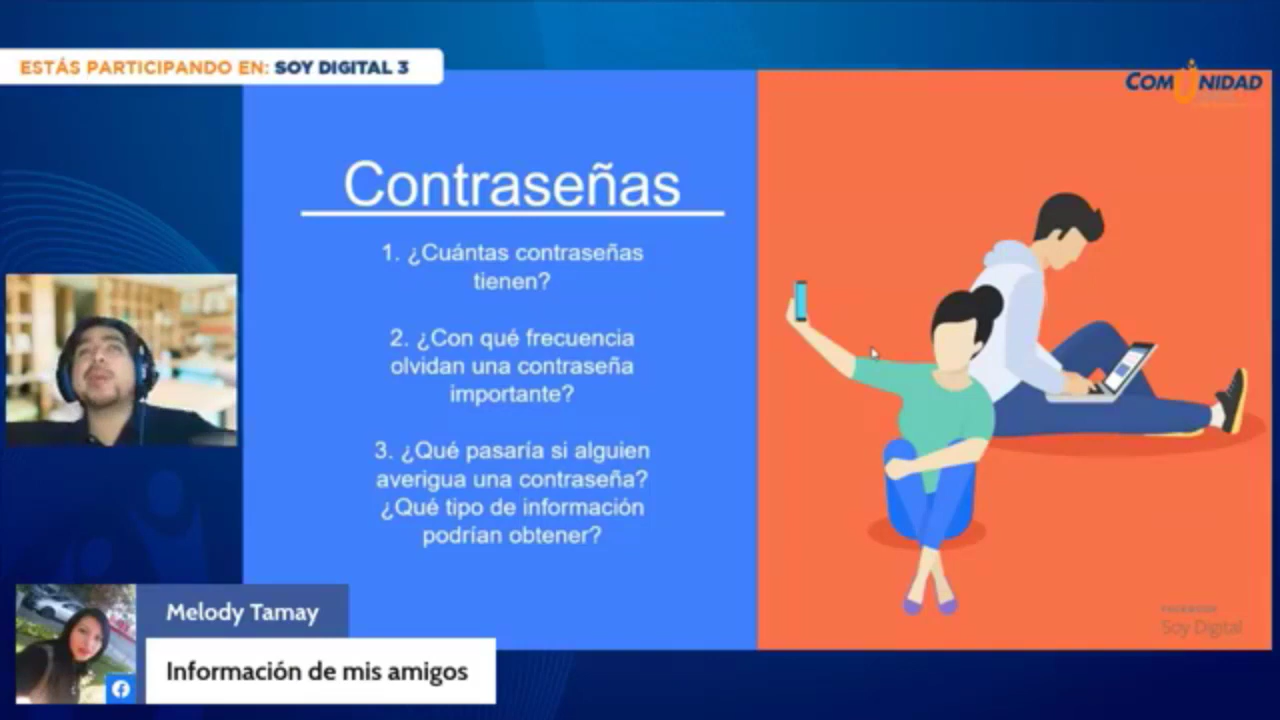 ESTÁS PARTICIPANDO EN: SOY DIGITAL 3
COMUNIDAD
Contraseñas
1. ¿Cuántas contraseñas
tienen?
2. ¿Con qué frecuencia
olvidan una contraseña
importante?
3. ¿Qué pasaría si alguien
averigua una contraseña?
¿Qué tipo de información
podrían obtener?
Soy Digital
Melody Tamay
Información de mis amigos